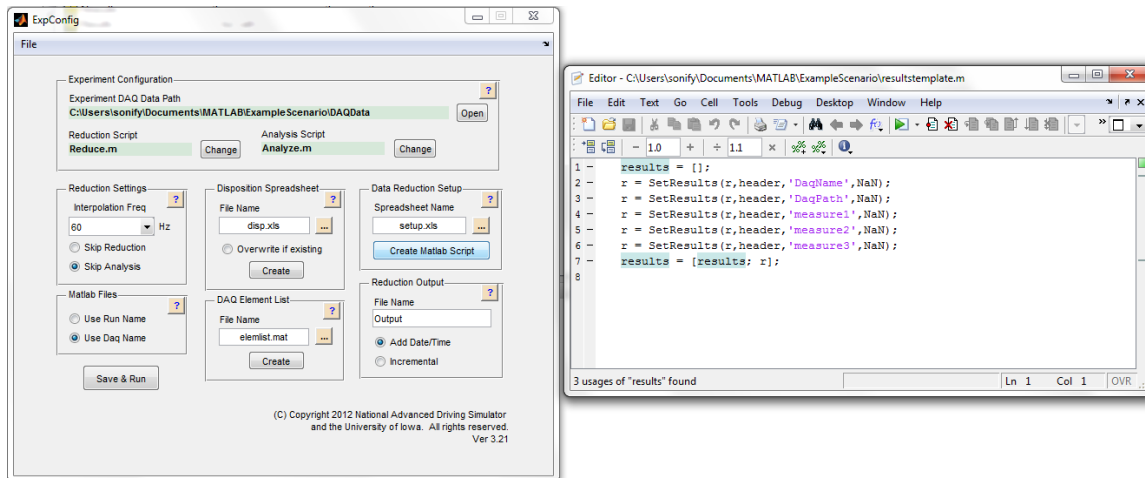 ExpConfig
File
Experiment Configuration
?
Experiment DAQ Data Path
C:\Users\sonify\Documents\MATLAB\ExampleScenario\DAQData
Open
Reduction Script
Analysis Script
Reduce.m
Change
Analyze.m
Change
Reduction Settings
?
Interpolation Freq
60
Hz
Skip Reduction
Skip Analysis
Disposition Spreadsheet
?
File Name
disp.xls
...
Overwrite if existing
Create
Data Reduction Setup
?
Spreadsheet Name
setup.xls
...
Create Matlab Script
Matlab Files
?
Use Run Name
Use Daq Name
DAQ Element List
?
File Name
elemlist.mat
...
Create
Reduction Output
?
File Name
Output
Add Date/Time
Incremental
Save & Run
(C) Copyright 2012 National Advanced Driving Simulator
and the University of Iowa. All rights reserved.
Ver 3.21
Editor - C:\Users\sonify\Documents\MATLAB\ExampleScenario\resultstemplate.m
File Edit Text Go Cell Tools Debug Desktop Window Help
− 1.0 + ÷ 1.1 ×
1 − results = [];
2 − r = SetResults(r,header,'DaqName',NaN);
3 − r = SetResults(r,header,'DaqPath',NaN);
4 − r = SetResults(r,header,'measure1',NaN);
5 − r = SetResults(r,header,'measure2',NaN);
6 − r = SetResults(r,header,'measure3',NaN);
7 − results = [results; r];
8
3 usages of "results" found
Ln 1 Col 1 OVR